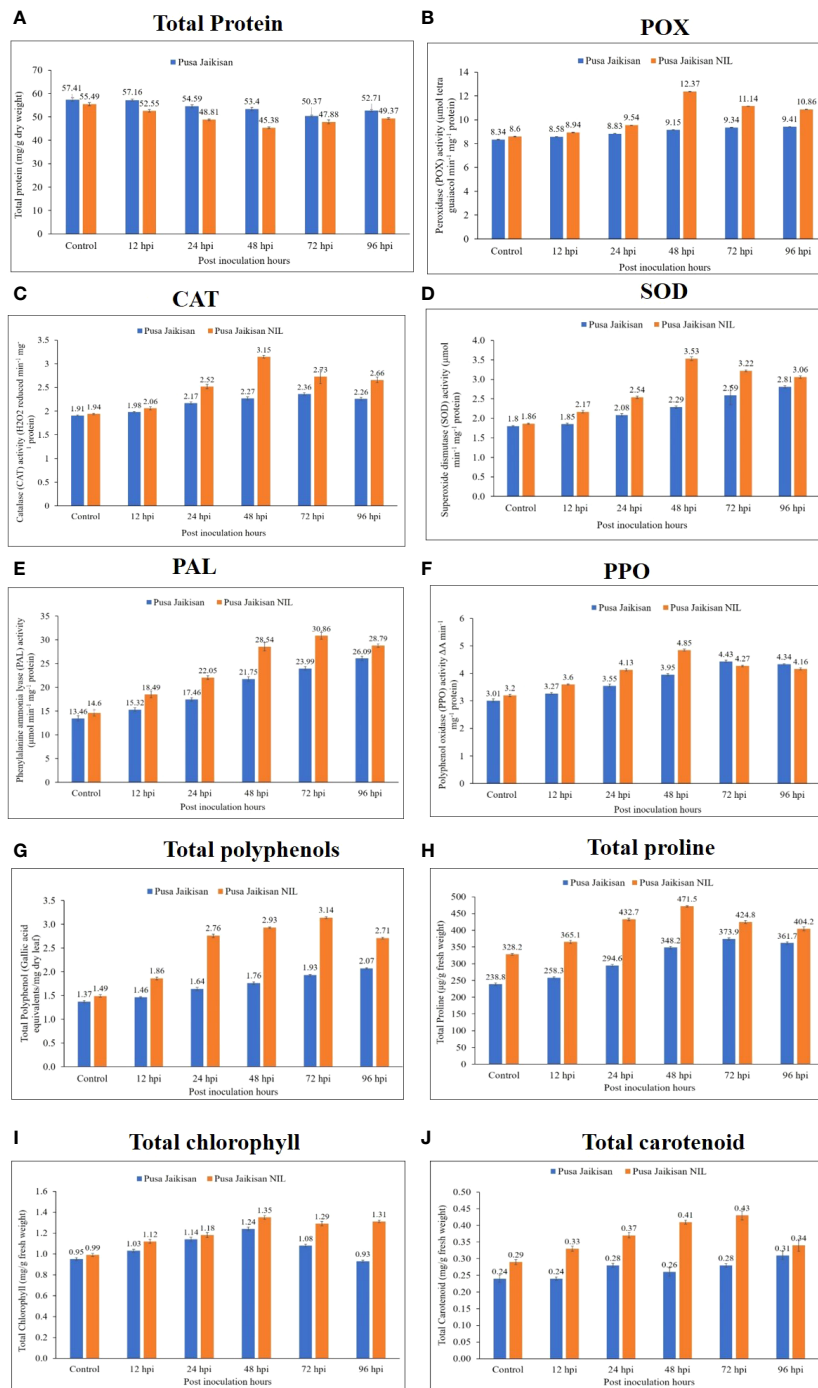 A
Total Protein
Pusa Jaikisan
Pusa Jaikisan NIL
Total protein (mg/g dry weight)
70
60
50
40
30
20
10
0
57.41
55.49
57.16
52.55
54.59
48.81
53.4
45.38
50.37
47.88
52.71
49.37
Control
12 hpi
24 hpi
48 hpi
72 hpi
96 hpi
Post inoculation hours
B
POX
Pusa Jaikisan
Pusa Jaikisan NIL
Peroxidase (POX) activity (µmol tetra
guaiacol min⁻¹ mg⁻¹ protein)
14
12
10
8
6
4
2
0
8.34
8.6
8.58
8.94
8.83
9.54
9.15
12.37
9.34
11.14
9.41
10.86
Control
12 hpi
24 hpi
48 hpi
72 hpi
96 hpi
Post inoculation hours
C
CAT
Pusa Jaikisan
Pusa Jaikisan NIL
Catalase (CAT) activity (H2O2 reduced min⁻¹ mg⁻
¹ protein)
3.5
3
2.5
2
1.5
1
0.5
0
1.91
1.94
1.98
2.06
2.17
2.52
2.27
3.15
2.36
2.73
2.26
2.66
Control
12 hpi
24 hpi
48 hpi
72 hpi
96 hpi
Post inoculation hours
D
SOD
Pusa Jaikisan
Pusa Jaikisan NIL
Superoxide dismutase (SOD) activity (µmol
min⁻¹ mg⁻¹ protein)
4.0
3.5
3.0
2.5
2.0
1.5
1.0
0.5
0.0
1.8
1.86
1.85
2.17
2.08
2.54
2.29
3.53
2.59
3.22
2.81
3.06
Control
12 hpi
24 hpi
48 hpi
72 hpi
96 hpi
Post inoculation hours
E
PAL
Pusa Jaikisan
Pusa Jaikisan NIL
Phenylalanine ammonia lyase (PAL) activity
(µmol min⁻¹ mg⁻¹ protein)
35
30
25
20
15
10
5
0
13.46
14.6
15.32
18.49
17.46
22.05
21.75
28.54
23.99
30.86
26.09
28.79
Control
12 hpi
24 hpi
48 hpi
72 hpi
96 hpi
Post inoculation hours
F
PPO
Pusa Jaikisan
Pusa Jaikisan NIL
Polyphenol oxidase (PPO) activity ΔA min⁻¹
mg⁻¹ protein)
6
5
4
3
2
1
0
3.01
3.2
3.27
3.6
3.55
4.13
3.95
4.85
4.43
4.27
4.34
4.16
Control
12 hpi
24 hpi
48 hpi
72 hpi
96 hpi
Post inoculation hours
G
Total polyphenols
Pusa Jaikisan
Pusa Jaikisan NIL
Total Polyphenol (Gallic acid
equivalents/mg dry leaf)
3.5
3.0
2.5
2.0
1.5
1.0
0.5
0.0
1.37
1.49
1.46
1.86
1.64
2.76
1.76
2.93
1.93
3.14
2.07
2.71
Control
12 hpi
24 hpi
48 hpi
72 hpi
96 hpi
Post inoculation hours
H
Total proline
Pusa Jaikisan
Pusa Jaikisan NIL
Total Proline (µg/g fresh weight)
500
450
400
350
300
250
200
150
100
50
0
238.8
328.2
258.3
365.1
294.6
432.7
348.2
471.5
373.9
424.8
361.7
404.2
Control
12 hpi
24 hpi
48 hpi
72 hpi
96 hpi
Post inoculation hours
I
Total chlorophyll
Pusa Jaikisan
Pusa Jaikisan NIL
Total Chlorophyll (mg/g fresh weight)
1.6
1.4
1.2
1.0
0.8
0.6
0.4
0.2
0.0
0.95
0.99
1.03
1.12
1.14
1.18
1.24
1.35
1.08
1.29
0.93
1.31
Control
12 hpi
24 hpi
48 hpi
72 hpi
96 hpi
Post inoculation hours
J
Total carotenoid
Pusa Jaikisan
Pusa Jaikisan NIL
Total Carotenoid (mg/g fresh weight)
0.50
0.45
0.40
0.35
0.30
0.25
0.20
0.15
0.10
0.05
0.00
0.24
0.29
0.24
0.33
0.28
0.37
0.26
0.41
0.28
0.43
0.31
0.34
Control
12 hpi
24 hpi
48 hpi
72 hpi
96 hpi
Post inoculation hours